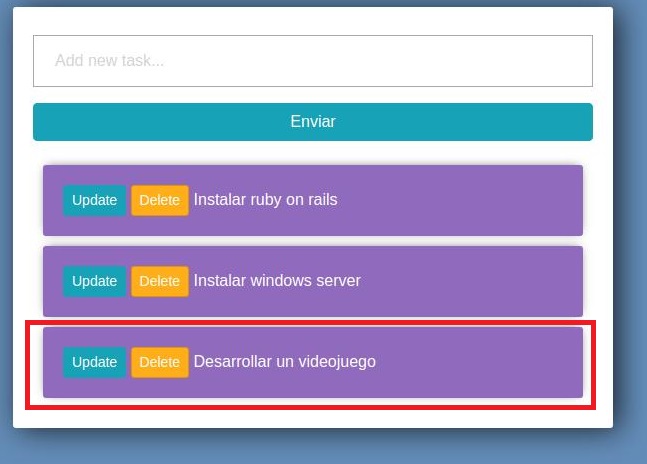 Add new task...
Enviar
Update Delete Instalar ruby on rails
Update Delete Instalar windows server
Update Delete Desarrollar un videojuego